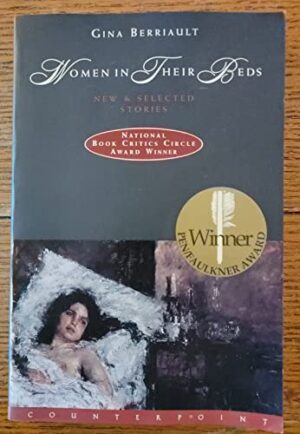 GINA BERRIAULT
WOMEN IN THEIR BEDS
NEW & SELECTED
STORIES
NATIONAL
BOOK CRITICS CIRCLE
AWARD WINNER
Winner
PEN/FAULKNER AWARD
COUNTERPOINT